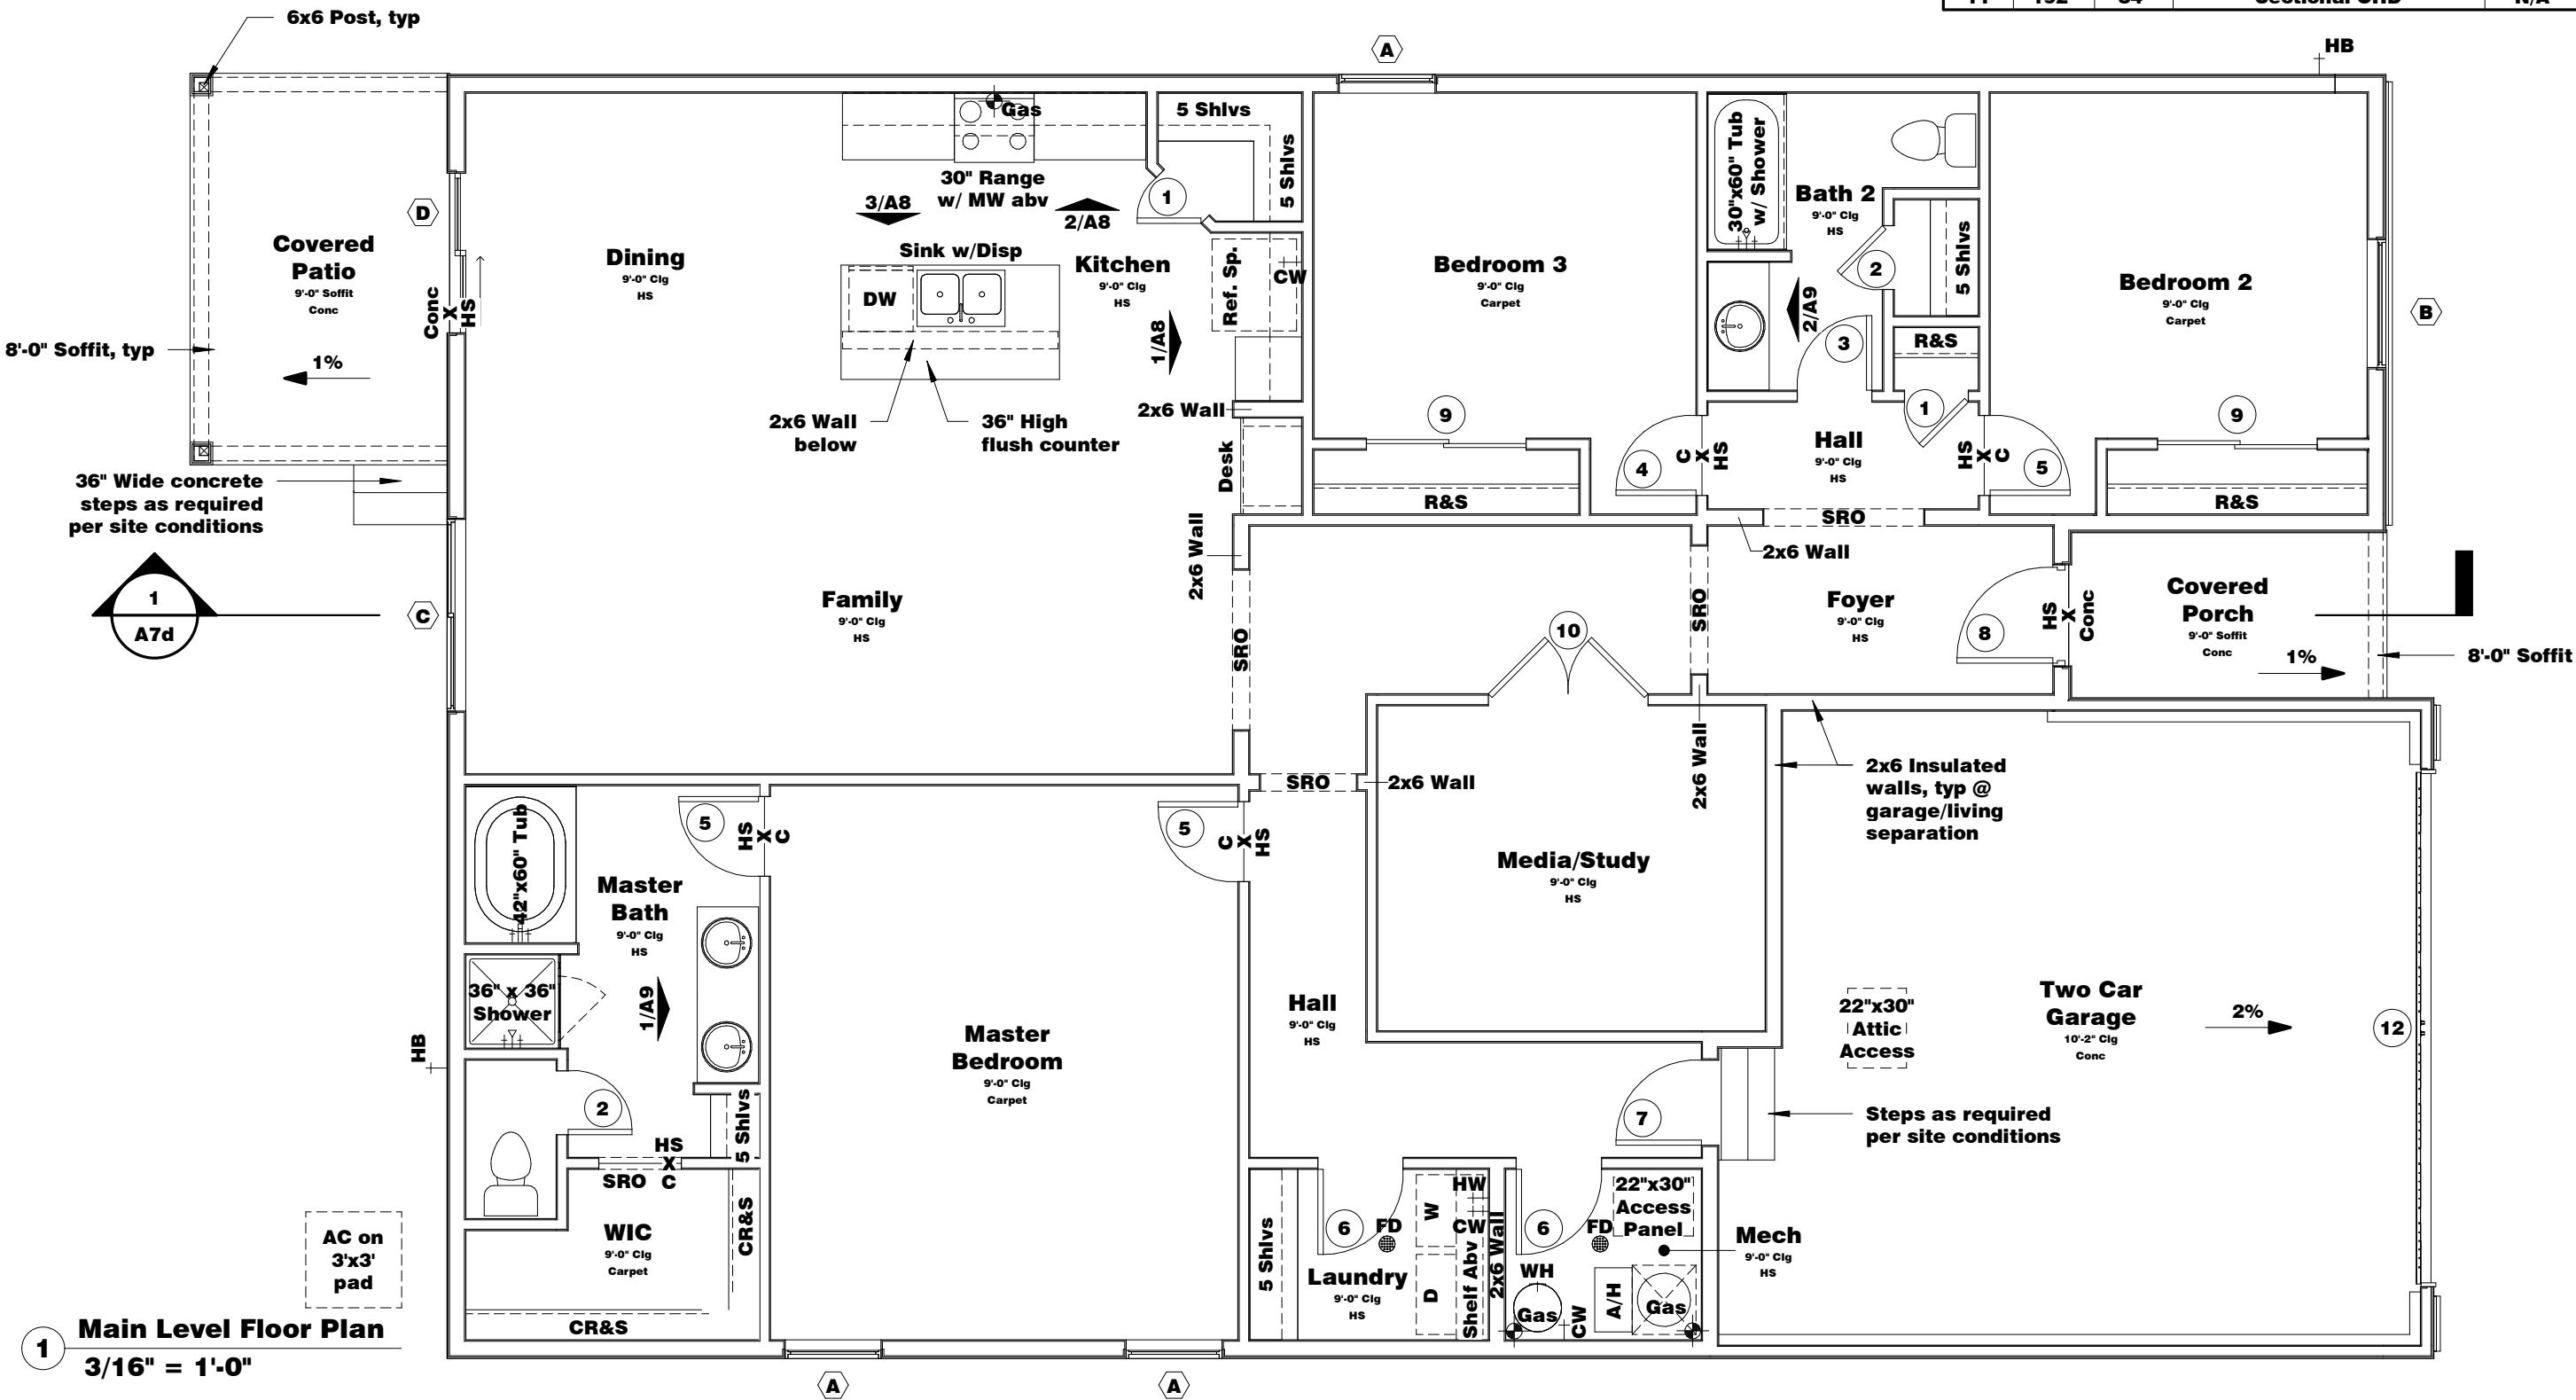 11 192 84 Sectional OHD N/A
6x6 Post, typ
A
HB
Gas
5 Shlvs
5 Shlvs
30" Range
w/ MW abv
1
3/A8
2/A8
Covered
Patio
9'-0" Soffit
Conc
D
Conc
X
HS
8'-0" Soffit, typ
1%
Dining
9'-0" Clg
HS
Sink w/Disp
DW
Kitchen
9'-0" Clg
HS
Ref. Sp.
CW
1/A8
2x6 Wall
below
36" High
flush counter
2x6 Wall
Desk
Bedroom 3
9'-0" Clg
Carpet
9
R&S
30"x60" Tub
w/ Shower
Bath 2
9'-0" Clg
HS
2
5 Shlvs
2/A9
3
R&S
1
Bedroom 2
9'-0" Clg
Carpet
B
9
R&S
4
C
X
HS
Hall
9'-0" Clg
HS
HS
X
C
5
SRO
2x6 Wall
36" Wide concrete
steps as required
per site conditions
1
A7d
C
Family
9'-0" Clg
HS
2x6 Wall
SRO
10
SRO
Foyer
9'-0" Clg
HS
8
HS
X
Conc
Covered
Porch
9'-0" Soffit
Conc
1%
8'-0" Soffit
2x6 Wall
SRO
2x6 Wall
2x6 Insulated
walls, typ @
garage/living
separation
42"x60" Tub
5
HS
X
C
5
C
X
HS
Master
Bath
9'-0" Clg
HS
36" x 36"
Shower
1/A9
HB
2
5 Shlvs
HS
X
SRO C
Master
Bedroom
9'-0" Clg
Carpet
Hall
9'-0" Clg
HS
Media/Study
9'-0" Clg
HS
22"x30"
Attic
Access
Two Car
Garage
10'-2" Clg
Conc
2%
12
7
Steps as required
per site conditions
WIC
9'-0" Clg
Carpet
CR&S
CR&S
AC on
3'x3'
pad
5 Shlvs
6
FD
W
D
HW
CW
Shelf Abv
2x6 Wall
Laundry
9'-0" Clg
HS
6
FD
22"x30"
Access
Panel
Mech
9'-0" Clg
HS
WH
Gas
CW
A/H
Gas
A
A
1
Main Level Floor Plan
3/16" = 1'-0"